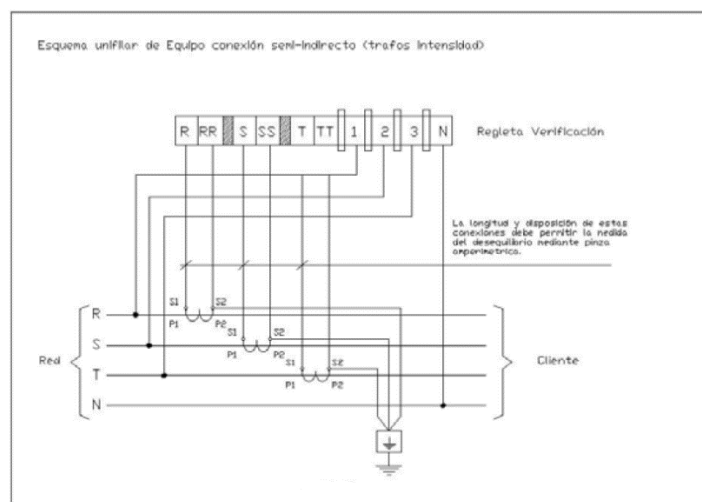 Esquema unifilar de Equipo conexión semi-indirecto (trafos intensidad)
R RR S SS T TT 1 2 3 N
Regleta Verificación
La longitud y disposición de estas
conexiones debe permitir la medida
del desequilibrio mediante pinza
amperimetrica.
S1 S2
R
P1 P2
S1 S2
S
P1 P2
Red
S1 S2
Cliente
T
P1 P2
N